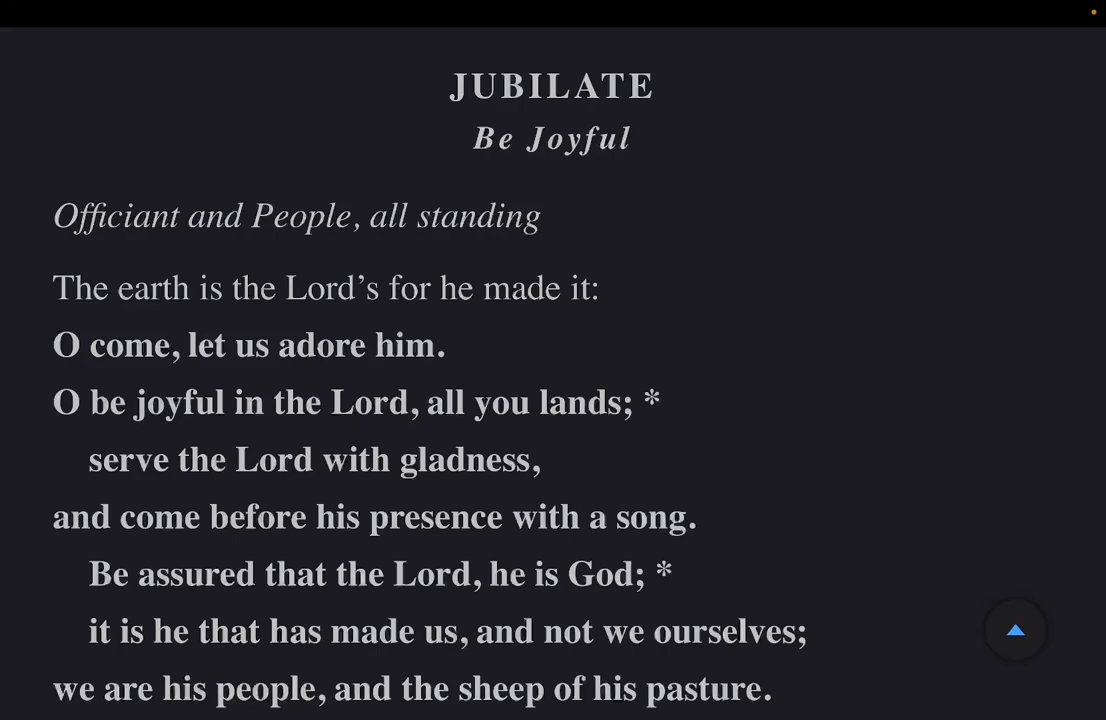 JUBILATE
Be Joyful
Officiant and People, all standing
The earth is the Lord’s for he made it:
O come, let us adore him.
O be joyful in the Lord, all you lands; *
serve the Lord with gladness,
and come before his presence with a song.
Be assured that the Lord, he is God; *
it is he that has made us, and not we ourselves;
we are his people, and the sheep of his pasture.